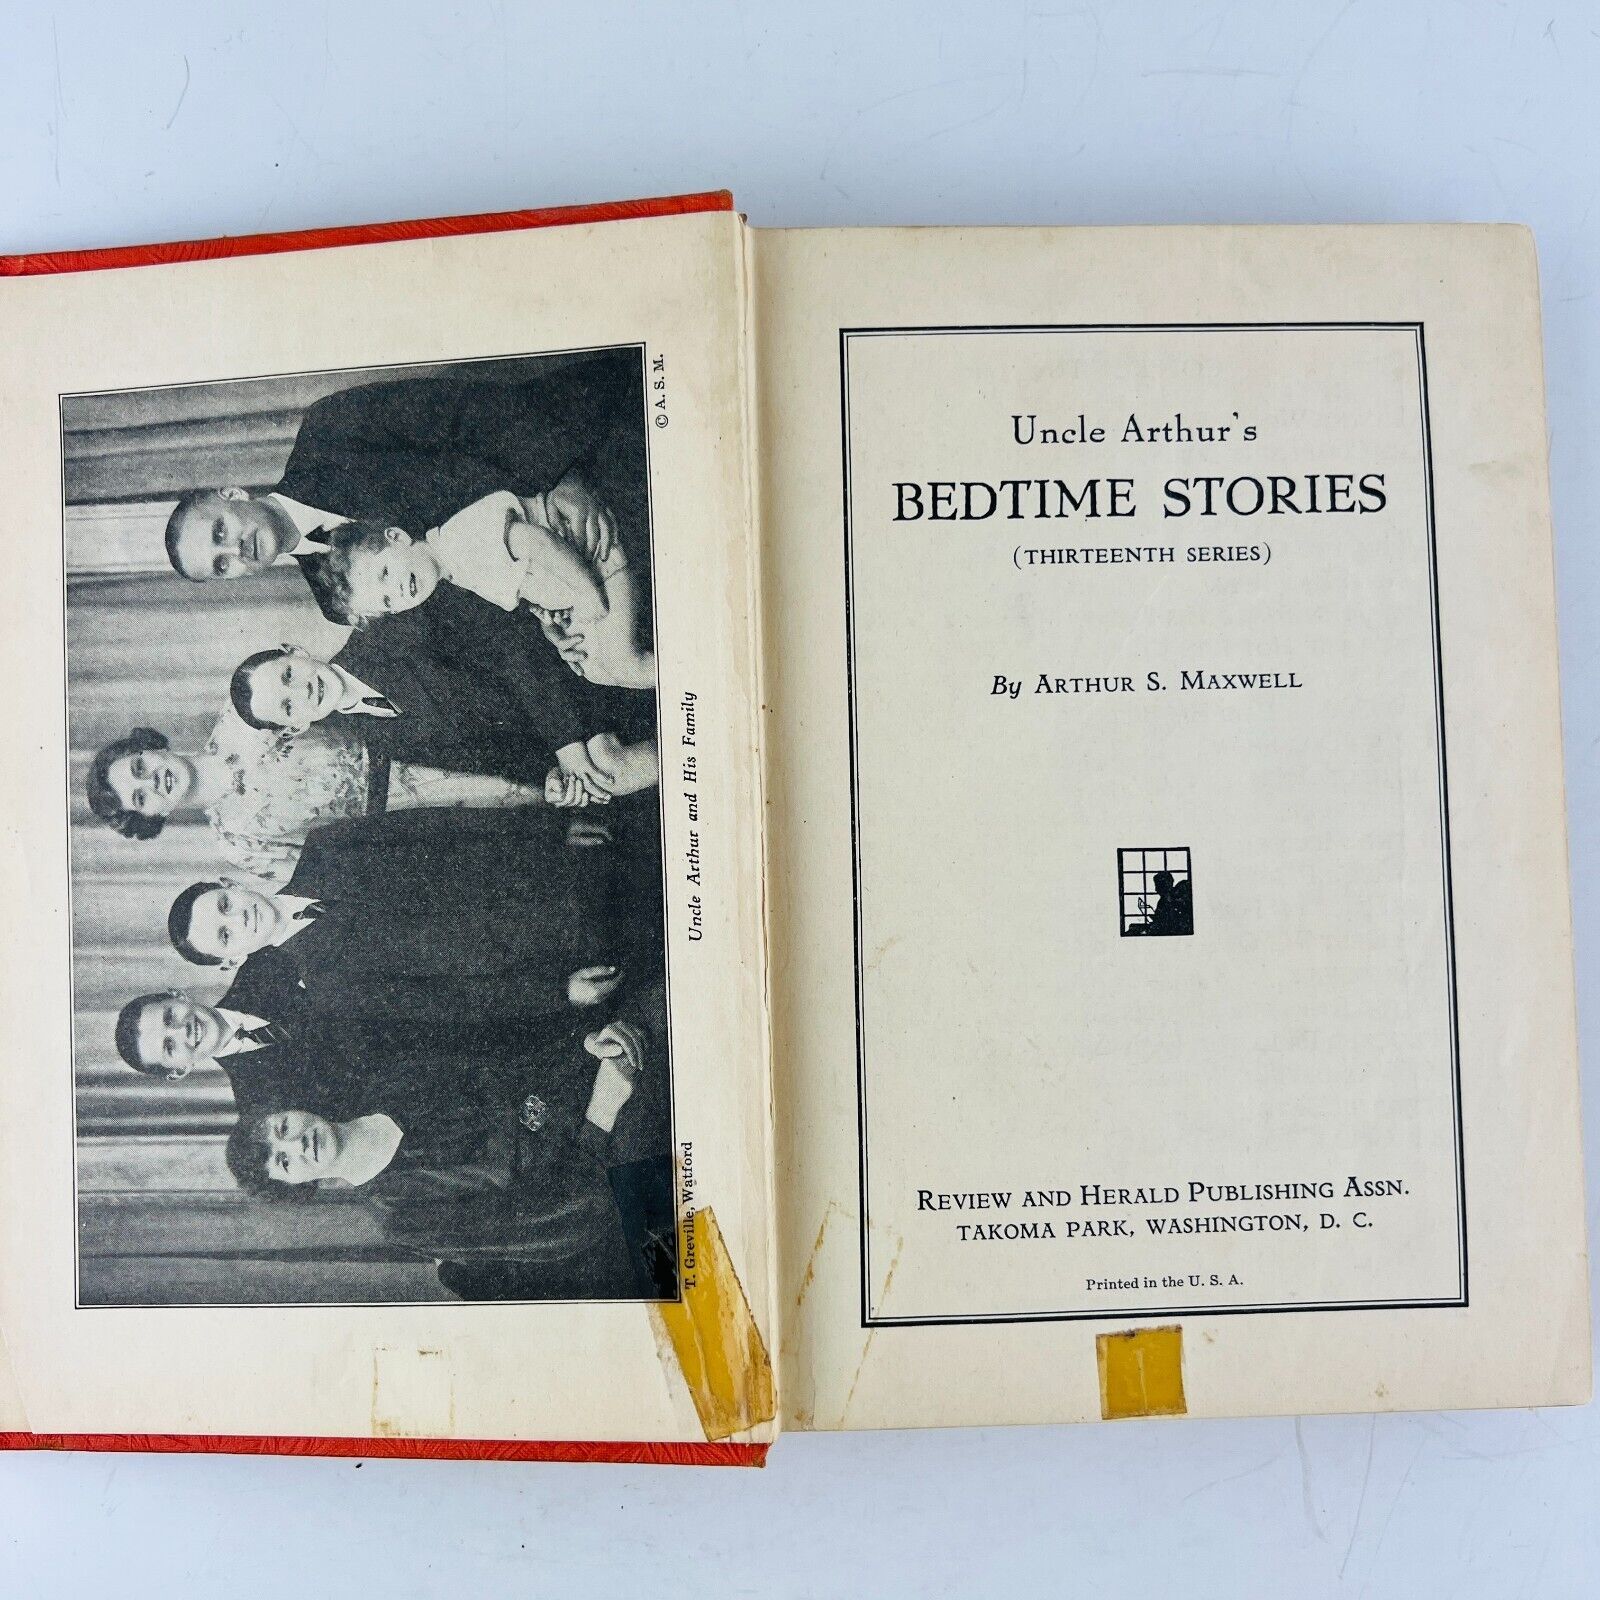 © A. S. M.
T. Greville, Watford
Uncle Arthur and His Family
Uncle Arthur's
BEDTIME STORIES
(THIRTEENTH SERIES)
By ARTHUR S. MAXWELL
REVIEW AND HERALD PUBLISHING ASSN.
TAKOMA PARK, WASHINGTON, D. C.
Printed in the U. S. A.